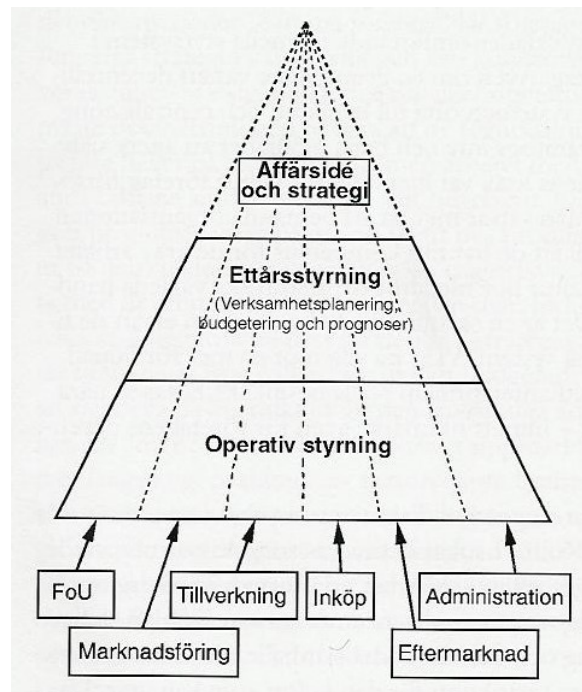 Affärsidé
och strategi
Ettårsstyrning
(Verksamhetsplanering,
budgetering och prognoser)
Operativ styrning
FoU
Tillverkning
Inköp
Administration
Marknadsföring
Eftermarknad